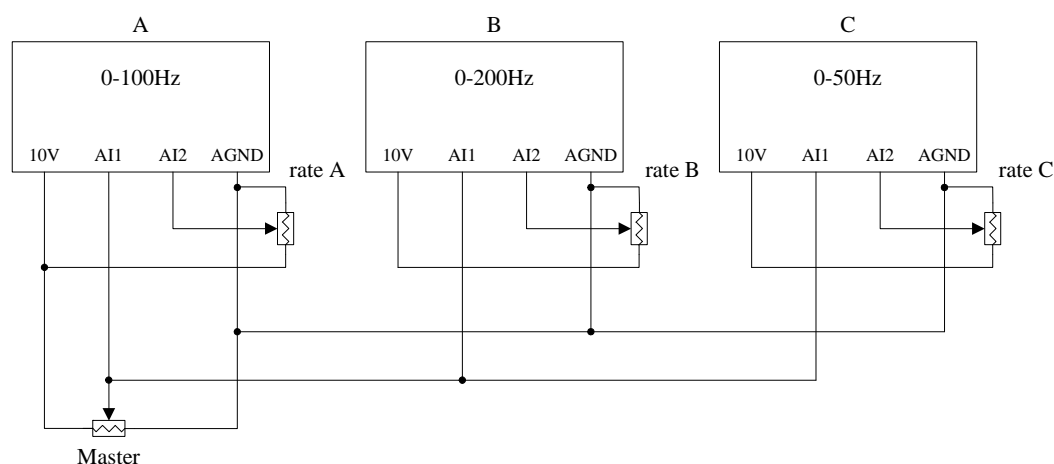 A
B
C
0-100Hz
0-200Hz
0-50Hz
10V AI1 AI2 AGND
10V AI1 AI2 AGND
10V AI1 AI2 AGND
rate A
rate B
rate C
Master